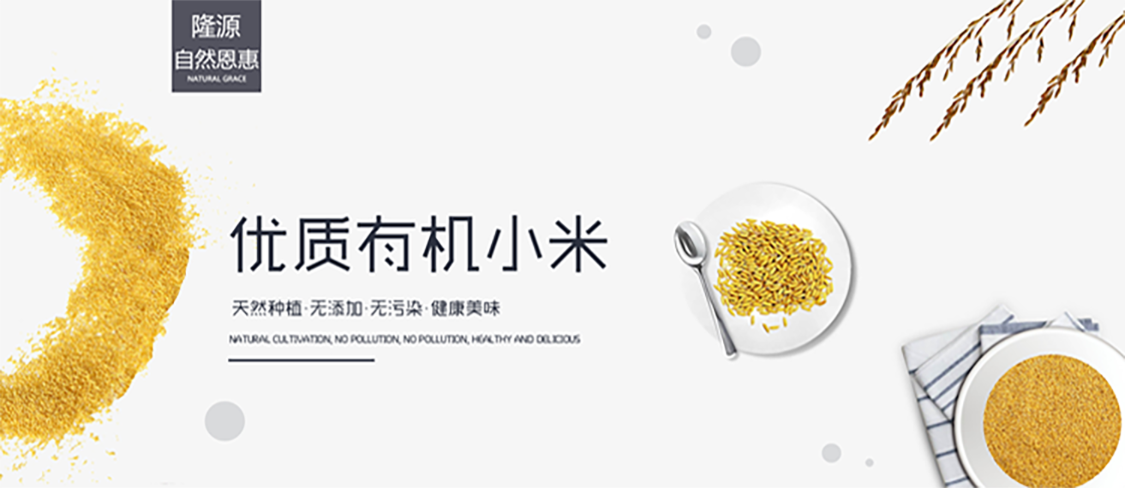 隆源
自然恩惠
NATURAL GRACE
优质有机小米
天然种植·无添加·无污染·健康美味
NATURAL CULTIVATION, NO POLLUTION, NO POLLUTION, HEALTHY AND DELICIOUS